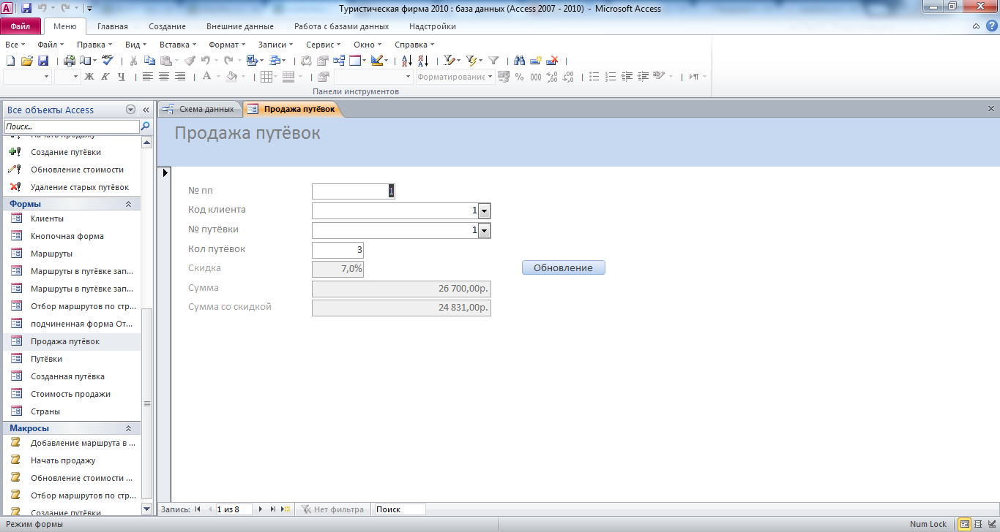 Туристическая фирма 2010 : база данных (Access 2007 - 2010) - Microsoft Access
Файл Меню Главная Создание Внешние данные Работа с базами данных Надстройки
Все Файл Правка Вид Вставка Формат Записи Сервис Окно Справка
Ж К Ч А Форматирование % 000
Панели инструментов
Все объекты Access
Схема данных Продажа путёвок
Поиск...
Продажа путёвок
Начать продажу
Создание путёвки
Обновление стоимости
Удаление старых путёвок
Формы
Клиенты
Кнопочная форма
Маршруты
Маршруты в путёвке зап...
Маршруты в путёвке зап...
Отбор маршрутов по стр...
подчиненная форма От...
Продажа путёвок
Путёвки
Созданная путёвка
Стоимость продажи
Страны
Макросы
Добавление маршрута в ...
Начать продажу
Обновление стоимости ...
Отбор маршрутов по стр...
Создание путёвки
№ пп 1
Код клиента 1
№ путёвки 1
Кол путёвок 3
Скидка 7,0%
Обновление
Сумма 26 700,00р.
Сумма со скидкой 24 831,00р.
Запись: 1 из 8 Нет фильтра Поиск
Режим формы Num Lock